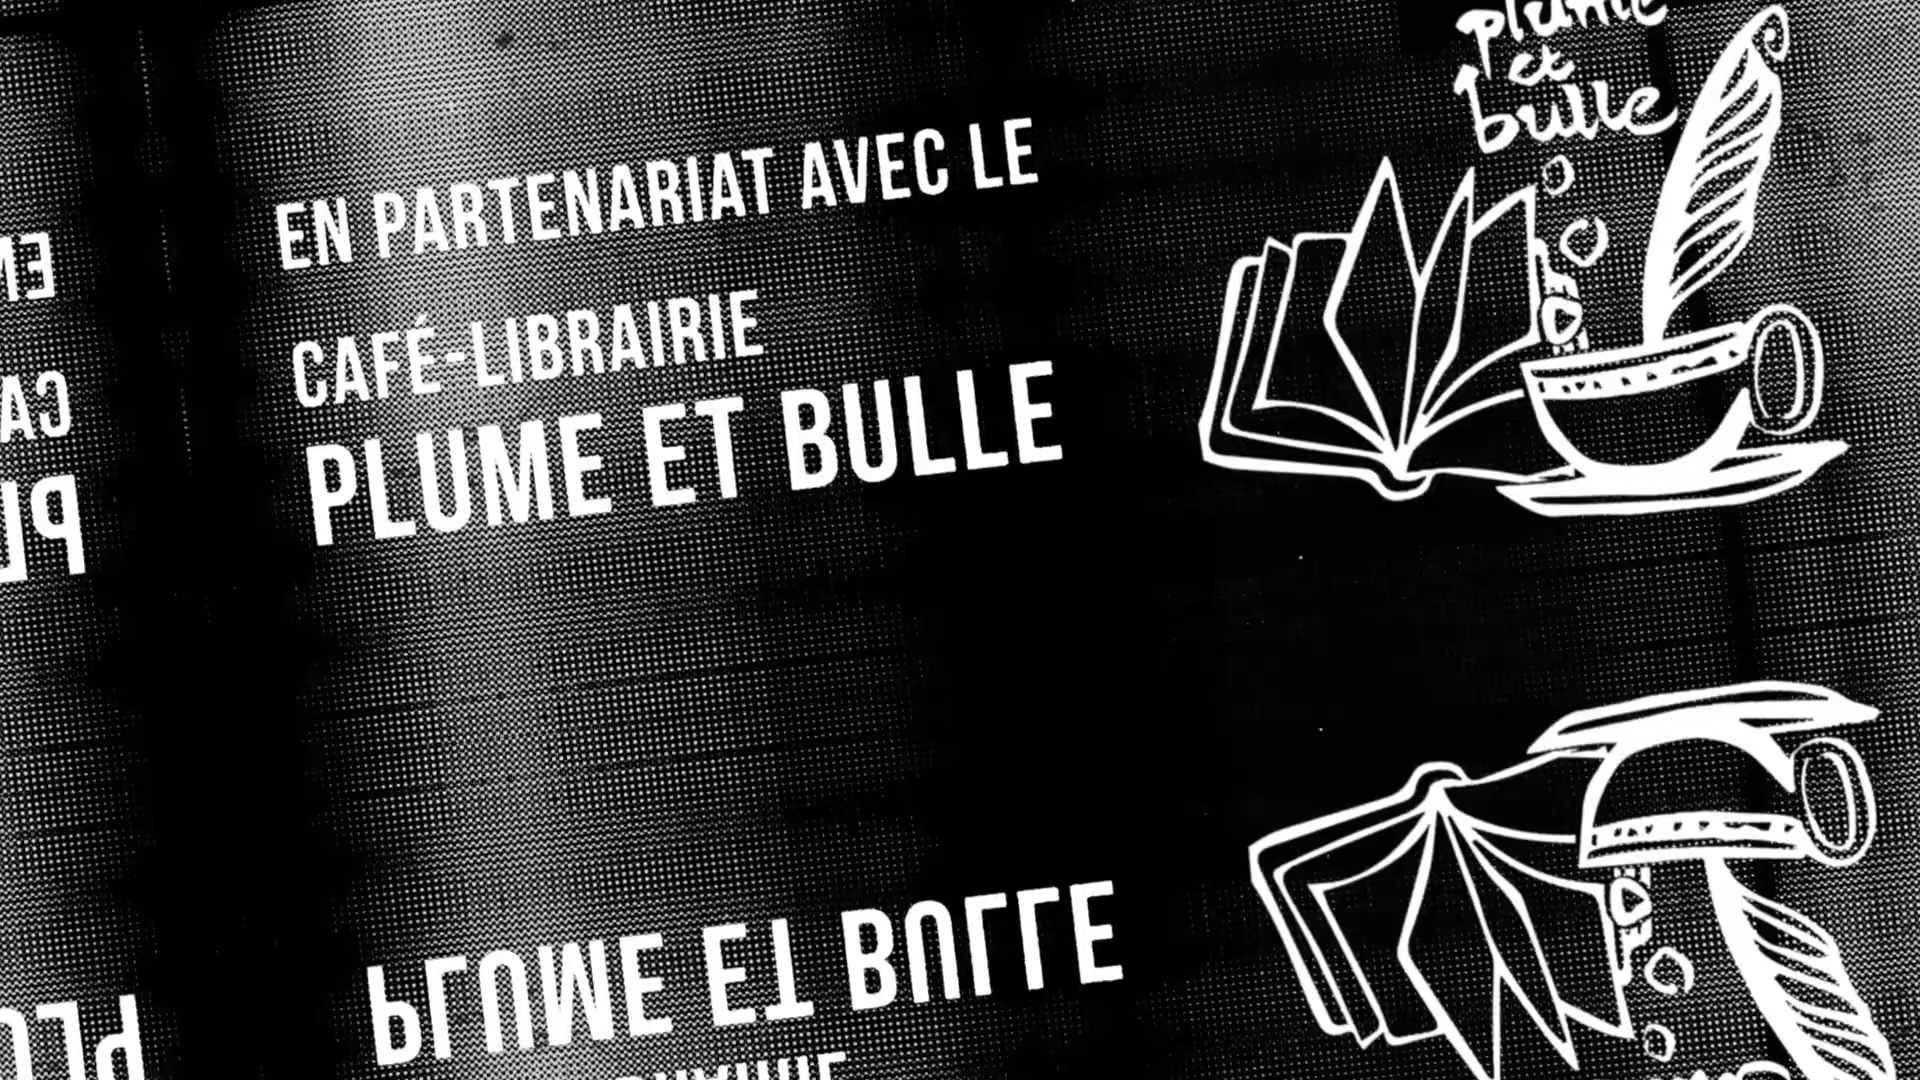 plume
et
bulle
EN PARTENARIAT AVEC LE
CAFÉ-LIBRAIRIE
PLUME ET BULLE
PLUME ET BULLE